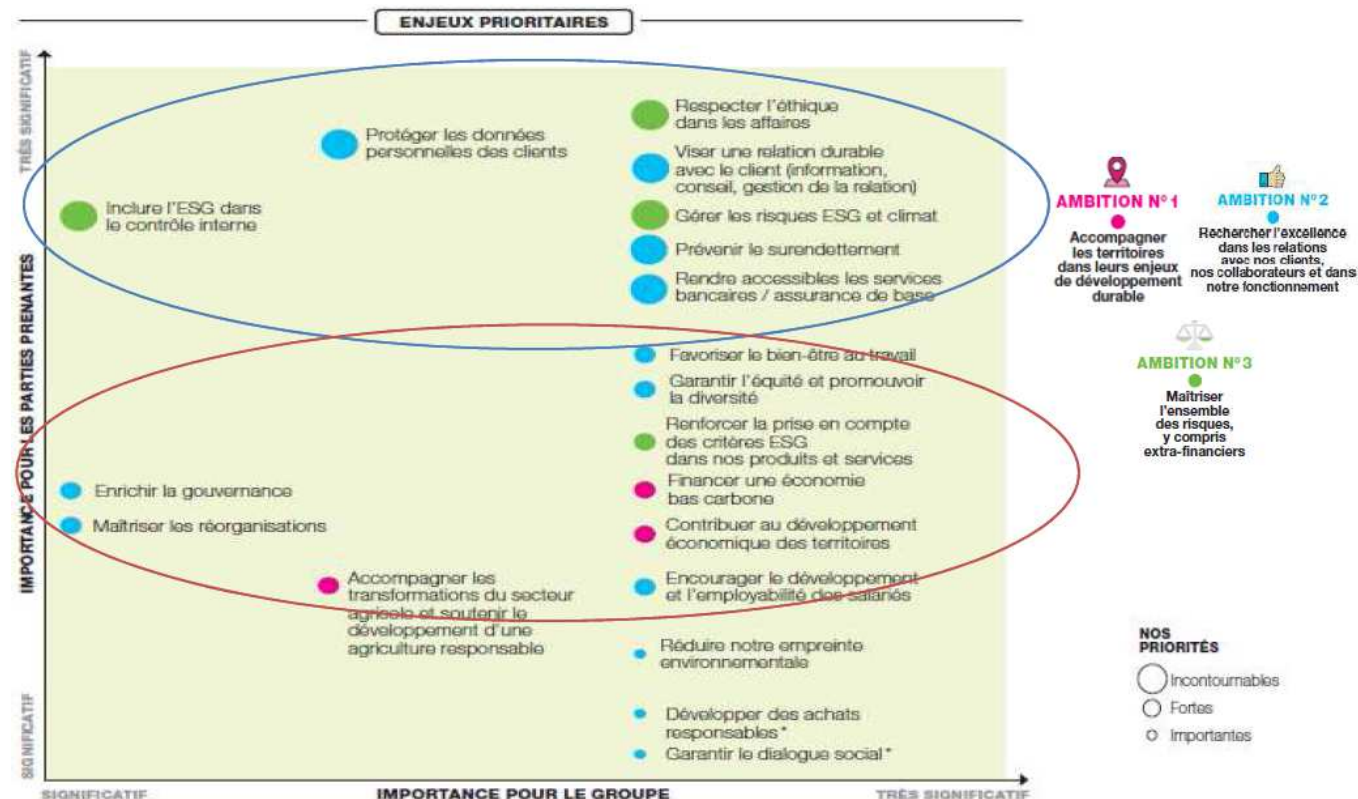 ENJEUX PRIORITAIRES
TRÈS SIGNIFICATIF
IMPORTANCE POUR LES PARTIES PRENANTES
SIGNIFICATIF
Respecter l'éthique
dans les affaires
Protéger les données
personnelles des clients
Viser une relation durable
avec le client (information,
conseil, gestion de la relation)
Inclure l'ESG dans
le contrôle interne
Gérer les risques ESG et climat
Prévenir le surendettement
Rendre accessibles les services
bancaires / assurance de base
Favoriser le bien-être au travail
Garantir l'équité et promouvoir
la diversité
Renforcer la prise en compte
des critères ESG
dans nos produits et services
Enrichir la gouvernance
Financer une économie
bas carbone
Maîtriser les réorganisations
Contribuer au développement
économique des territoires
Accompagner les
transformations du secteur
agricole et soutenir le
développement d'une
agriculture responsable
Encourager le développement
et l'employabilité des salariés
Réduire notre empreinte
environnementale
Développer des achats
responsables*
Garantir le dialogue social*
SIGNIFICATIF
IMPORTANCE POUR LE GROUPE
TRÈS SIGNIFICATIF
AMBITION N°1
Accompagner
les territoires
dans leurs enjeux
de développement
durable
AMBITION N°2
Rechercher l'excellence
dans les relations
avec nos clients,
nos collaborateurs et dans
notre fonctionnement
AMBITION N°3
Maîtriser
l'ensemble
des risques,
y compris
extra-financiers
NOS
PRIORITÉS
Incontournables
Fortes
Importantes